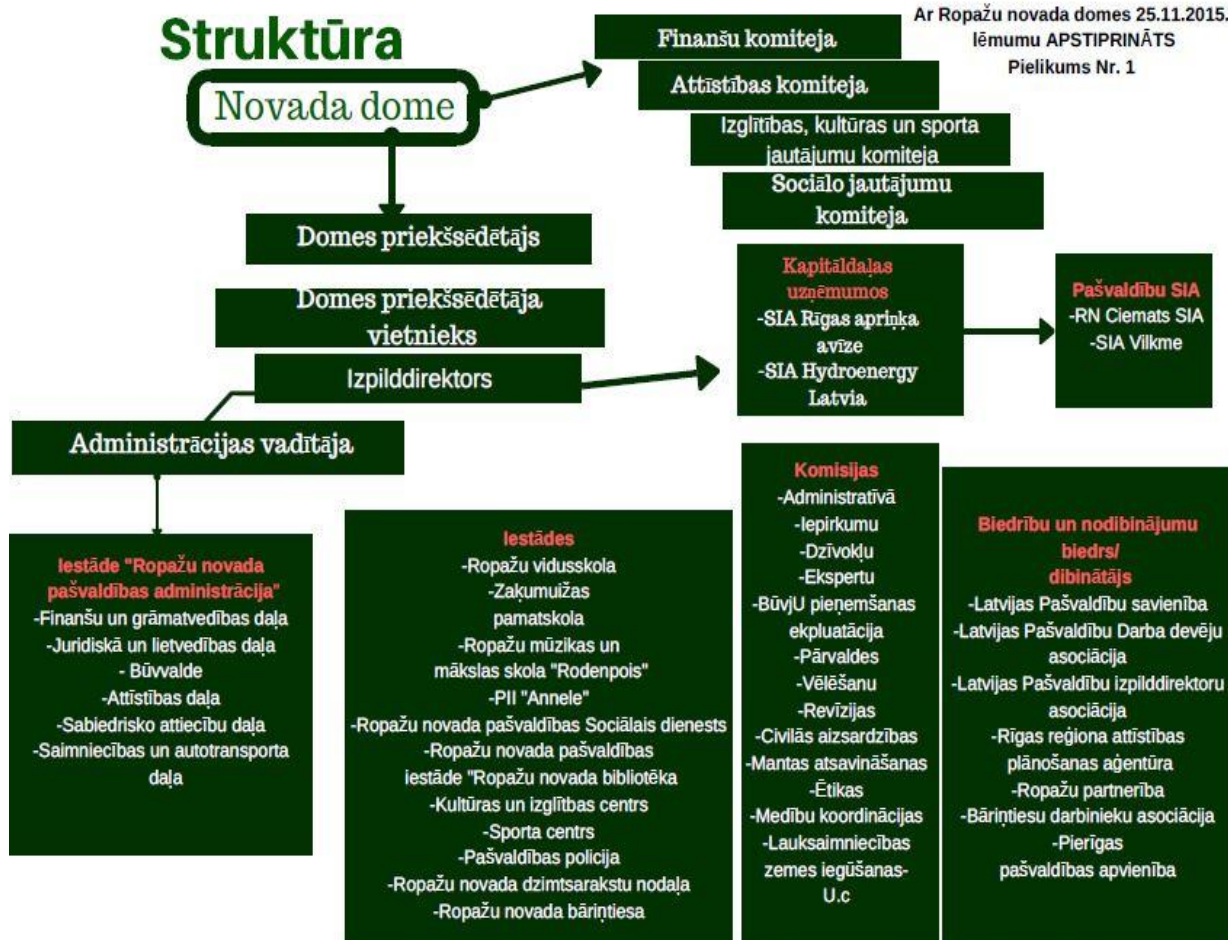 Struktūra
Novada dome
Ar Ropažu novada domes 25.11.2015.
lēmumu APSTIPRINĀTS
Pielikums Nr. 1
Finanšu komiteja
Attīstības komiteja
Izglītības, kultūras un sporta
jautājumu komiteja
Sociālo jautājumu
komiteja
Domes priekšsēdētājs
Domes priekšsēdētāja
vietnieks
Izpilddirektors
Administrācijas vadītāja
Kapitāldaļas
uzņēmumos
-SIA Rīgas apriņķa
avīze
-SIA Hydroenergy
Latvia
Pašvaldību SIA
-RN Ciemats SIA
-SIA Vilkme
Iestāde "Ropažu novada
pašvaldības administrācija"
-Finanšu un grāmatvedības daļa
-Juridiskā un lietvedības daļa
- Būvvalde
-Attīstības daļa
-Sabiedrisko attiecību daļa
-Saimniecības un autotransporta
daļa
Iestādes
-Ropažu vidusskola
-Zaķumuižas
pamatskola
-Ropažu mūzikas un
mākslas skola "Rodenpois"
-PII "Annele"
-Ropažu novada pašvaldības Sociālais dienests
-Ropažu novada pašvaldības
iestāde "Ropažu novada bibliotēka
-Kultūras un izglītbas centrs
-Sporta centrs
-Pašvaldības policija
-Ropažu novada dzimtsarakstu nodaļa
-Ropažu novada bāriņtiesa
Komisijas
-Administratīvā
-Iepirkumu
-Dzīvokļu
-Ekspertu
-BūvjU pieņemšanas
ekpluatācija
-Pārvaldes
-Vēlēšanu
-Revīzijas
-Civilās aizsardzības
-Mantas atsavināšanas
-Ētikas
-Medību koordinācijas
-Lauksaimniecības
zemes iegūšanas-
U.c
Biedrību un nodibinājumu
biedrs/
dibinātājs
-Latvijas Pašvaldību savienība
-Latvijas Pašvaldību Darba devēju
asociācija
-Latvijas Pašvaldību izpilddirektoru
asociācija
-Rīgas reģiona attīstības
plānošanas aģentūra
-Ropažu partnerība
-Bāriņtiesu darbinieku asociācija
-Pierīgas
pašvaldības apvienība